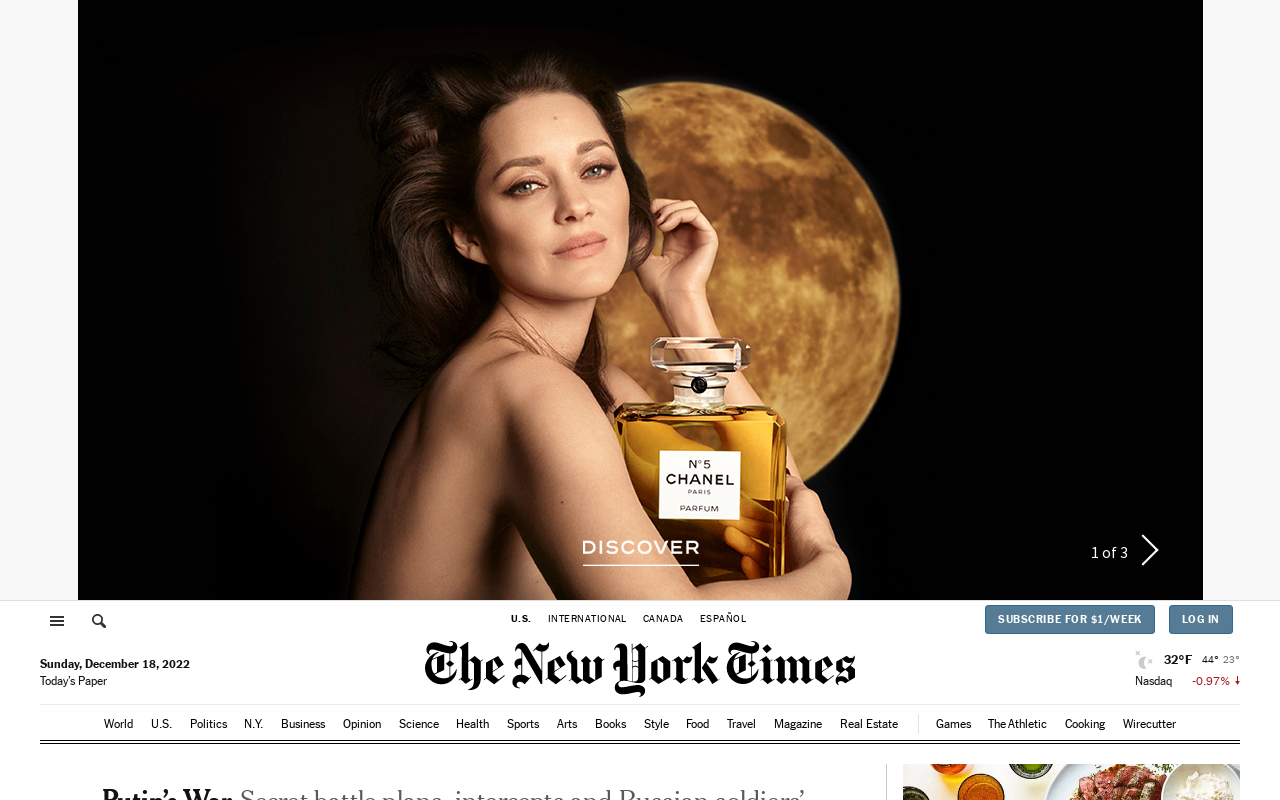 N°5
CHANEL
PARIS
PARFUM
DISCOVER
1 of 3
U.S. INTERNATIONAL CANADA ESPAÑOL
SUBSCRIBE FOR $1/WEEK LOG IN
The New York Times
Sunday, December 18, 2022
Today's Paper
32°F 44° 23°
Nasdaq -0.97%
World U.S. Politics N.Y. Business Opinion Science Health Sports Arts Books Style Food Travel Magazine Real Estate Games The Athletic Cooking Wirecutter
Putin's War Secret battle plans, intercepts and Russian soldiers'